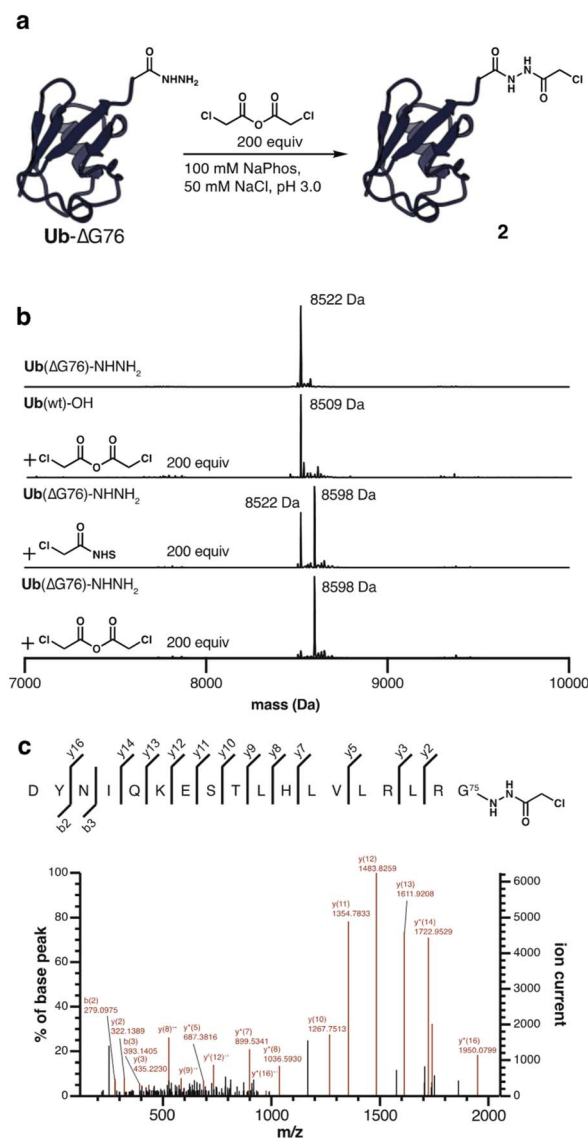 a
O
NHNH₂
Cl
O
O
O
Cl
200 equiv
100 mM NaPhos,
50 mM NaCl, pH 3.0
Ub-ΔG76
O
N
H
H
N
O
Cl
2
b
8522 Da
Ub(ΔG76)-NHNH₂
Ub(wt)-OH
8509 Da
+ Cl O O O Cl
200 equiv
Ub(ΔG76)-NHNH₂
8522 Da
8598 Da
+ Cl O NHS
200 equiv
Ub(ΔG76)-NHNH₂
8598 Da
+ Cl O O O Cl
200 equiv
7000 8000 9000 10000
mass (Da)
c
y16 y14 y13 y12 y11 y10 y9 y8 y7 y5 y3 y2
D Y N I Q K E S T L H L V L R L R G⁷⁵ N H H N O Cl
b2 b3
100
80
60
40
20
0
% of base peak
6000
5000
4000
3000
2000
1000
0
ion current
y(12)
1483.8259
y(13)
1611.9208
y(11)
1354.7833
y*(14)
1722.9529
b(2)
279.0975
y(2)
322.1389
b(3)
393.1405
y(3)
435.2230
y(8)⁺⁺
y*(5)
687.3816
y(9)⁺⁺
y'(12)⁺⁺
y*(7)
899.5341
y*(16)⁺⁺
y*(8)
1036.5930
y(10)
1267.7513
y*(16)
1950.0799
500 1000 1500 2000
m/z